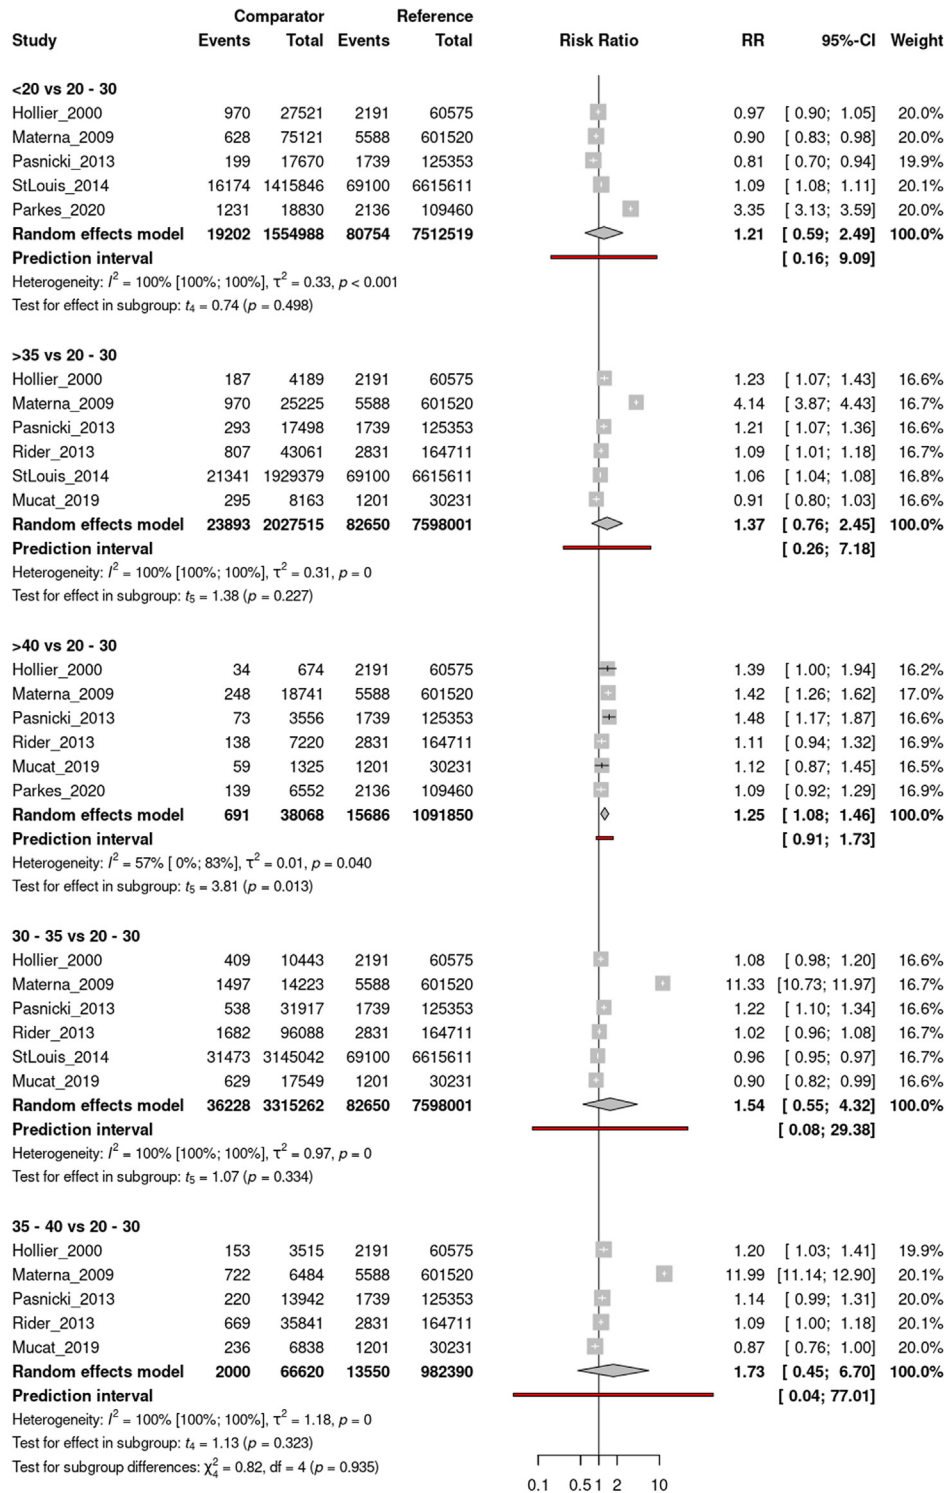 Comparator Reference
Study Events Total Events Total Risk Ratio RR 95%-CI Weight
<20 vs 20 - 30
Hollier_2000 970 27521 2191 60575 0.97 [ 0.90; 1.05] 20.0%
Materna_2009 628 75121 5588 601520 0.90 [ 0.83; 0.98] 20.0%
Pasnicki_2013 199 17670 1739 125353 0.81 [ 0.70; 0.94] 19.9%
StLouis_2014 16174 1415846 69100 6615611 1.09 [ 1.08; 1.11] 20.1%
Parkes_2020 1231 18830 2136 109460 3.35 [ 3.13; 3.59] 20.0%
Random effects model 19202 1554988 80754 7512519 1.21 [ 0.59; 2.49] 100.0%
Prediction interval [ 0.16; 9.09]
Heterogeneity: I² = 100% [100%; 100%], τ² = 0.33, p < 0.001
Test for effect in subgroup: t₄ = 0.74 (p = 0.498)
>35 vs 20 - 30
Hollier_2000 187 4189 2191 60575 1.23 [ 1.07; 1.43] 16.6%
Materna_2009 970 25225 5588 601520 4.14 [ 3.87; 4.43] 16.7%
Pasnicki_2013 293 17498 1739 125353 1.21 [ 1.07; 1.36] 16.6%
Rider_2013 807 43061 2831 164711 1.09 [ 1.01; 1.18] 16.7%
StLouis_2014 21341 1929379 69100 6615611 1.06 [ 1.04; 1.08] 16.8%
Mucat_2019 295 8163 1201 30231 0.91 [ 0.80; 1.03] 16.6%
Random effects model 23893 2027515 82650 7598001 1.37 [ 0.76; 2.45] 100.0%
Prediction interval [ 0.26; 7.18]
Heterogeneity: I² = 100% [100%; 100%], τ² = 0.31, p = 0
Test for effect in subgroup: t₅ = 1.38 (p = 0.227)
>40 vs 20 - 30
Hollier_2000 34 674 2191 60575 1.39 [ 1.00; 1.94] 16.2%
Materna_2009 248 18741 5588 601520 1.42 [ 1.26; 1.62] 17.0%
Pasnicki_2013 73 3556 1739 125353 1.48 [ 1.17; 1.87] 16.6%
Rider_2013 138 7220 2831 164711 1.11 [ 0.94; 1.32] 16.9%
Mucat_2019 59 1325 1201 30231 1.12 [ 0.87; 1.45] 16.5%
Parkes_2020 139 6552 2136 109460 1.09 [ 0.92; 1.29] 16.9%
Random effects model 691 38068 15686 1091850 1.25 [ 1.08; 1.46] 100.0%
Prediction interval [ 0.91; 1.73]
Heterogeneity: I² = 57% [ 0%; 83%], τ² = 0.01, p = 0.040
Test for effect in subgroup: t₅ = 3.81 (p = 0.013)
30 - 35 vs 20 - 30
Hollier_2000 409 10443 2191 60575 1.08 [ 0.98; 1.20] 16.6%
Materna_2009 1497 14223 5588 601520 11.33 [10.73; 11.97] 16.7%
Pasnicki_2013 538 31917 1739 125353 1.22 [ 1.10; 1.34] 16.6%
Rider_2013 1682 96088 2831 164711 1.02 [ 0.96; 1.08] 16.7%
StLouis_2014 31473 3145042 69100 6615611 0.96 [ 0.95; 0.97] 16.7%
Mucat_2019 629 17549 1201 30231 0.90 [ 0.82; 0.99] 16.6%
Random effects model 36228 3315262 82650 7598001 1.54 [ 0.55; 4.32] 100.0%
Prediction interval [ 0.08; 29.38]
Heterogeneity: I² = 100% [100%; 100%], τ² = 0.97, p = 0
Test for effect in subgroup: t₅ = 1.07 (p = 0.334)
35 - 40 vs 20 - 30
Hollier_2000 153 3515 2191 60575 1.20 [ 1.03; 1.41] 19.9%
Materna_2009 722 6484 5588 601520 11.99 [11.14; 12.90] 20.1%
Pasnicki_2013 220 13942 1739 125353 1.14 [ 0.99; 1.31] 20.0%
Rider_2013 669 35841 2831 164711 1.09 [ 1.00; 1.18] 20.1%
Mucat_2019 236 6838 1201 30231 0.87 [ 0.76; 1.00] 20.0%
Random effects model 2000 66620 13550 982390 1.73 [ 0.45; 6.70] 100.0%
Prediction interval [ 0.04; 77.01]
Heterogeneity: I² = 100% [100%; 100%], τ² = 1.18, p = 0
Test for effect in subgroup: t₄ = 1.13 (p = 0.323)
Test for subgroup differences: χ²₄ = 0.82, df = 4 (p = 0.935)
0.1 0.5 1 2 10